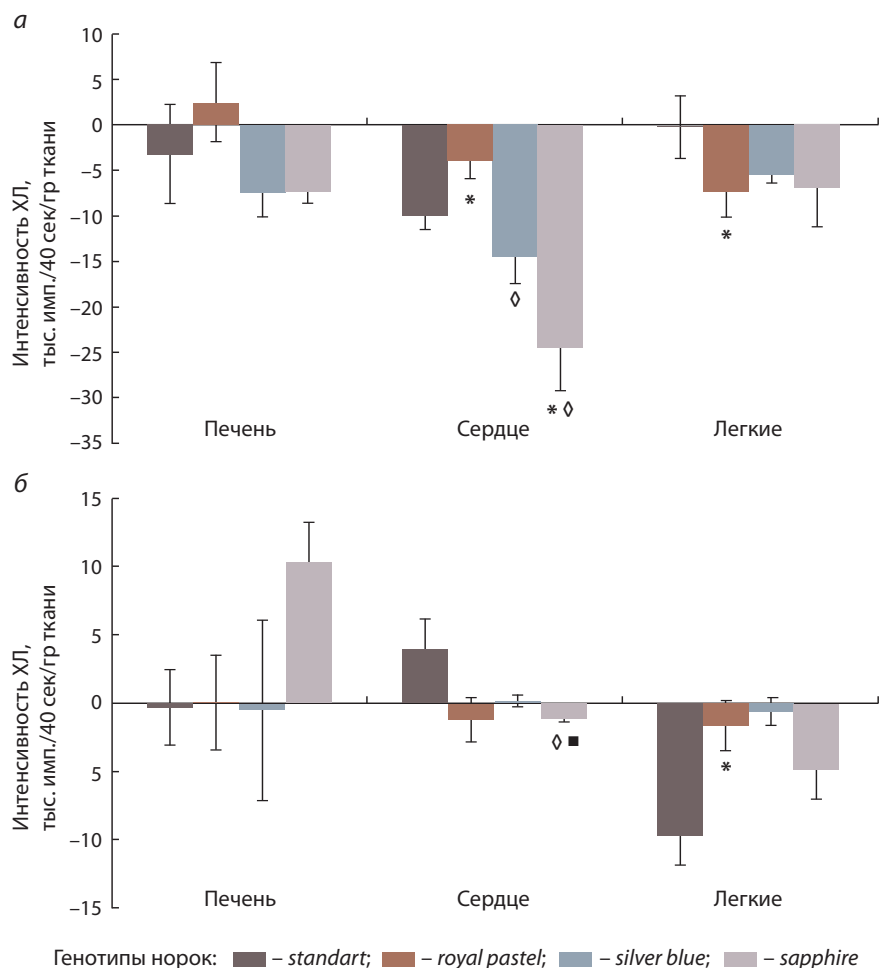 а
Интенсивность ХЛ,
тыс. имп./40 сек/гр ткани
10
5
0
–5
–10
–15
–20
–25
–30
–35
*
◊
* ◊
*
Печень
Сердце
Легкие
б
Интенсивность ХЛ,
тыс. имп./40 сек/гр ткани
15
10
5
0
5
–10
–15
◊ ■
*
Печень
Сердце
Легкие
Генотипы норок: – standart; – royal pastel; – silver blue; – sapphire